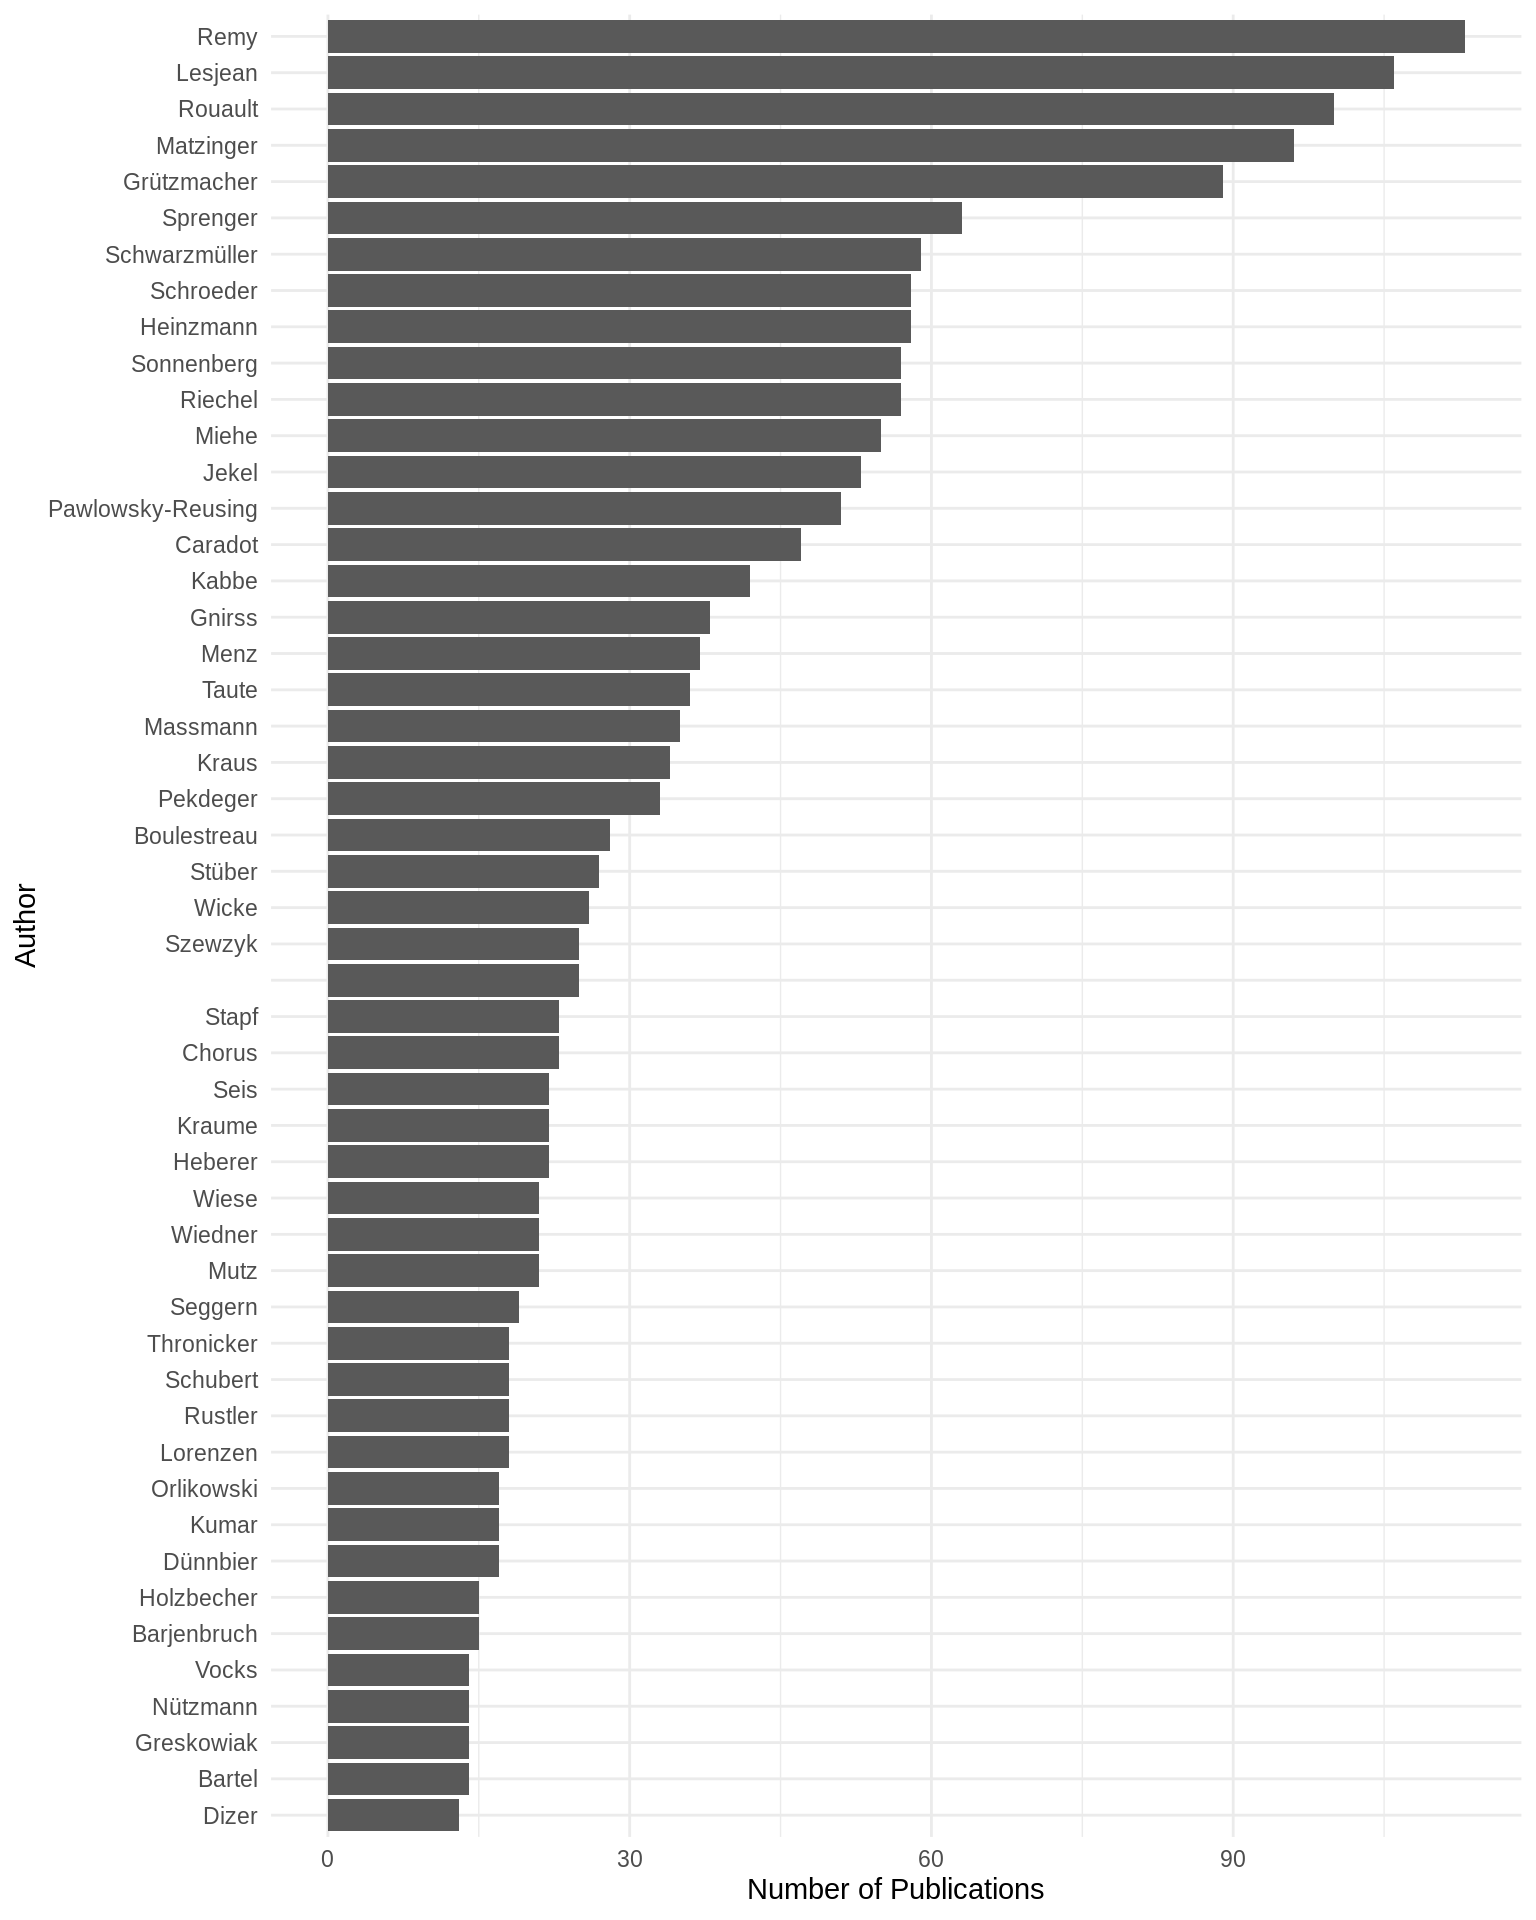 Remy
Lesjean
Rouault
Matzinger
Grützmacher
Sprenger
Schwarzmüller
Schroeder
Heinzmann
Sonnenberg
Riechel
Miehe
Jekel
Pawlowsky-Reusing
Caradot
Kabbe
Gnirss
Menz
Taute
Massmann
Kraus
Pekdeger
Boulestreau
Stüber
Wicke
Szewzyk
Stapf
Chorus
Seis
Kraume
Heberer
Wiese
Wiedner
Mutz
Seggern
Thronicker
Schubert
Rustler
Lorenzen
Orlikowski
Kumar
Dünnbier
Holzbecher
Barjenbruch
Vocks
Nützmann
Greskowiak
Bartel
Dizer
Author
0 30 60 90
Number of Publications